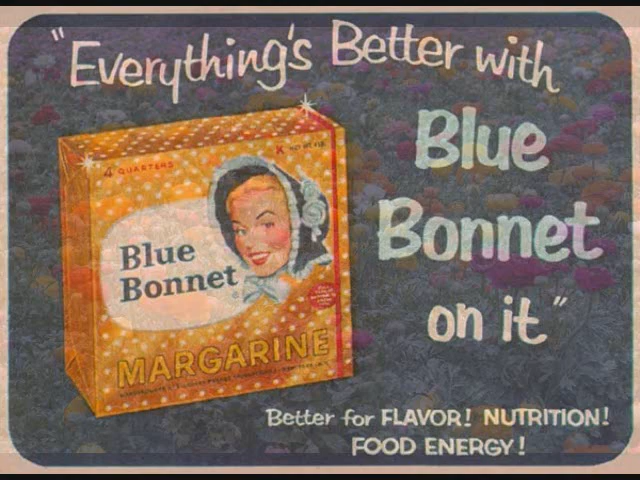 "Everything's Better with
Blue
Bonnet
on it"
4 QUARTERS
K
Blue
Bonnet
MARGARINE
Better for FLAVOR! NUTRITION!
FOOD ENERGY!